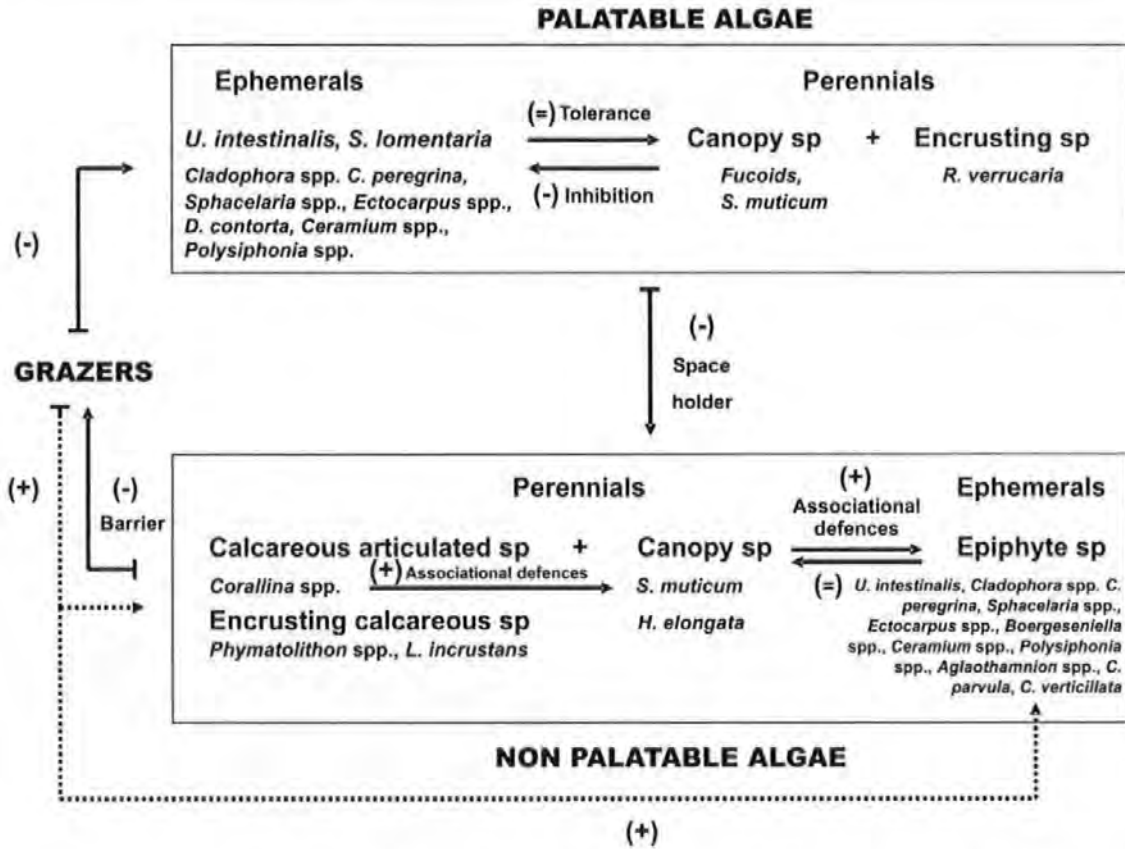 PALATABLE ALGAE
Ephemerals
Perennials
U. intestinalis, S. lomentaria
Cladophora spp. C. peregrina,
Sphacelaria spp., Ectocarpus spp.,
D. contorta, Ceramium spp.,
Polysiphonia spp.
(=) Tolerance
(-) Inhibition
Canopy sp + Encrusting sp
Fucoids,
S. muticum
R. verrucaria
(-)
(-)
Space
holder
GRAZERS
(+)
(-)
Barrier
Perennials
Ephemerals
(+)
Associational
defences
Calcareous articulated sp + Canopy sp
Epiphyte sp
Corallina spp.
(+) Associational defences
S. muticum
(=)
U. intestinalis, Cladophora spp. C.
peregrina, Sphacelaria spp.,
Ectocarpus spp., Boergeseniella
spp., Ceramium spp., Polysiphonia
spp., Aglaothamnion spp., C.
parvula, C. verticillata
Encrusting calcareous sp
H. elongata
Phymatolithon spp., L. incrustans
NON PALATABLE ALGAE
(+)